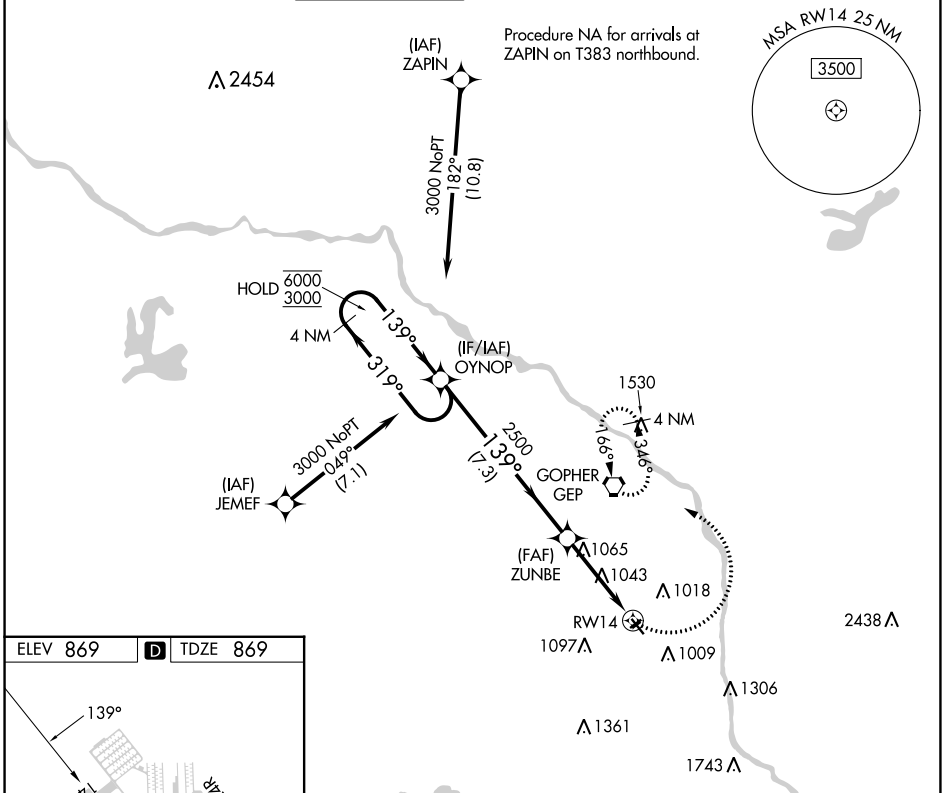 Procedure NA for arrivals at
ZAPIN on T383 northbound.
MSA RW14 25 NM
3500
(IAF)
ZAPIN
2454
3000 NoPT
182°
(10.8)
HOLD
6000
3000
4 NM
139°
319°
(IF/IAF)
OYNOP
3000 NoPT
049°
(7.1)
(IAF)
JEMEF
2500
139°
(7.3)
1530
4 NM
166°
346°
GOPHER
GEP
(FAF)
ZUNBE
1065
1043
1018
RW14
1097
1009
2438
1306
1361
1743
ELEV 869
D
TDZE 869
139°